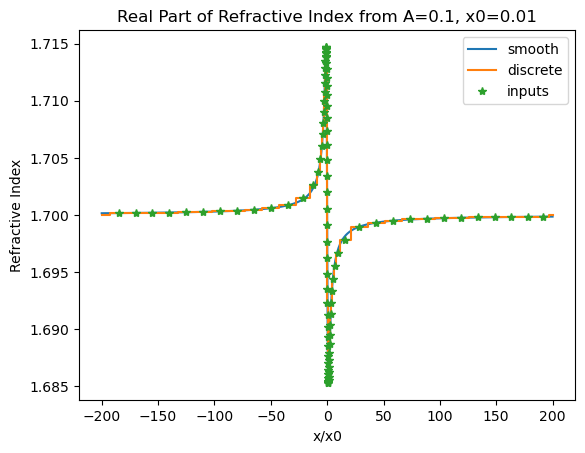 Real Part of Refractive Index from A=0.1, x0=0.01
1.715
1.710
1.705
1.700
1.695
1.690
1.685
Refractive Index
smooth
discrete
inputs
−200
−150
−100
−50
0
50
100
150
200
x/x0